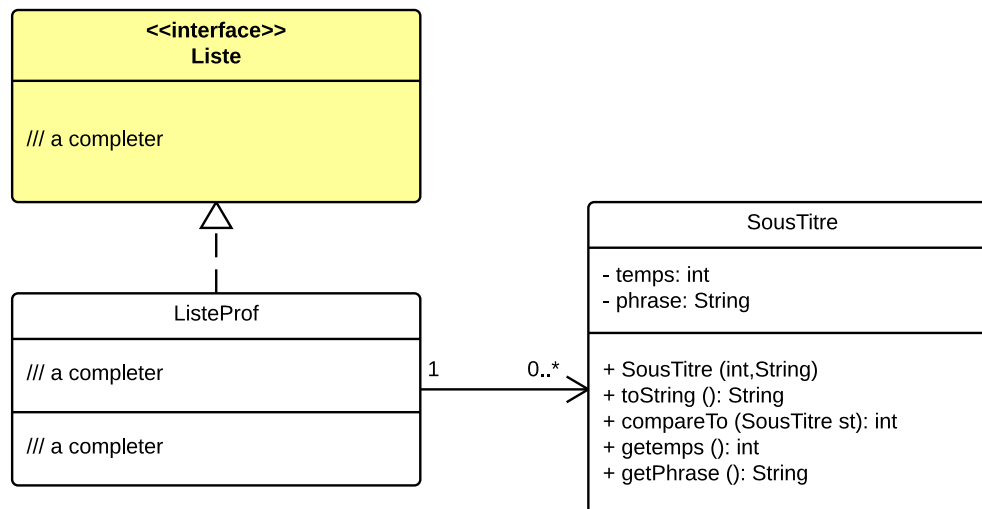 <<interface>>
Liste
/// a completer
ListeProf
/// a completer
/// a completer
1
0..*
SousTitre
- temps: int
- phrase: String
+ SousTitre (int,String)
+ toString (): String
+ compareTo (SousTitre st): int
+ getemps (): int
+ getPhrase (): String